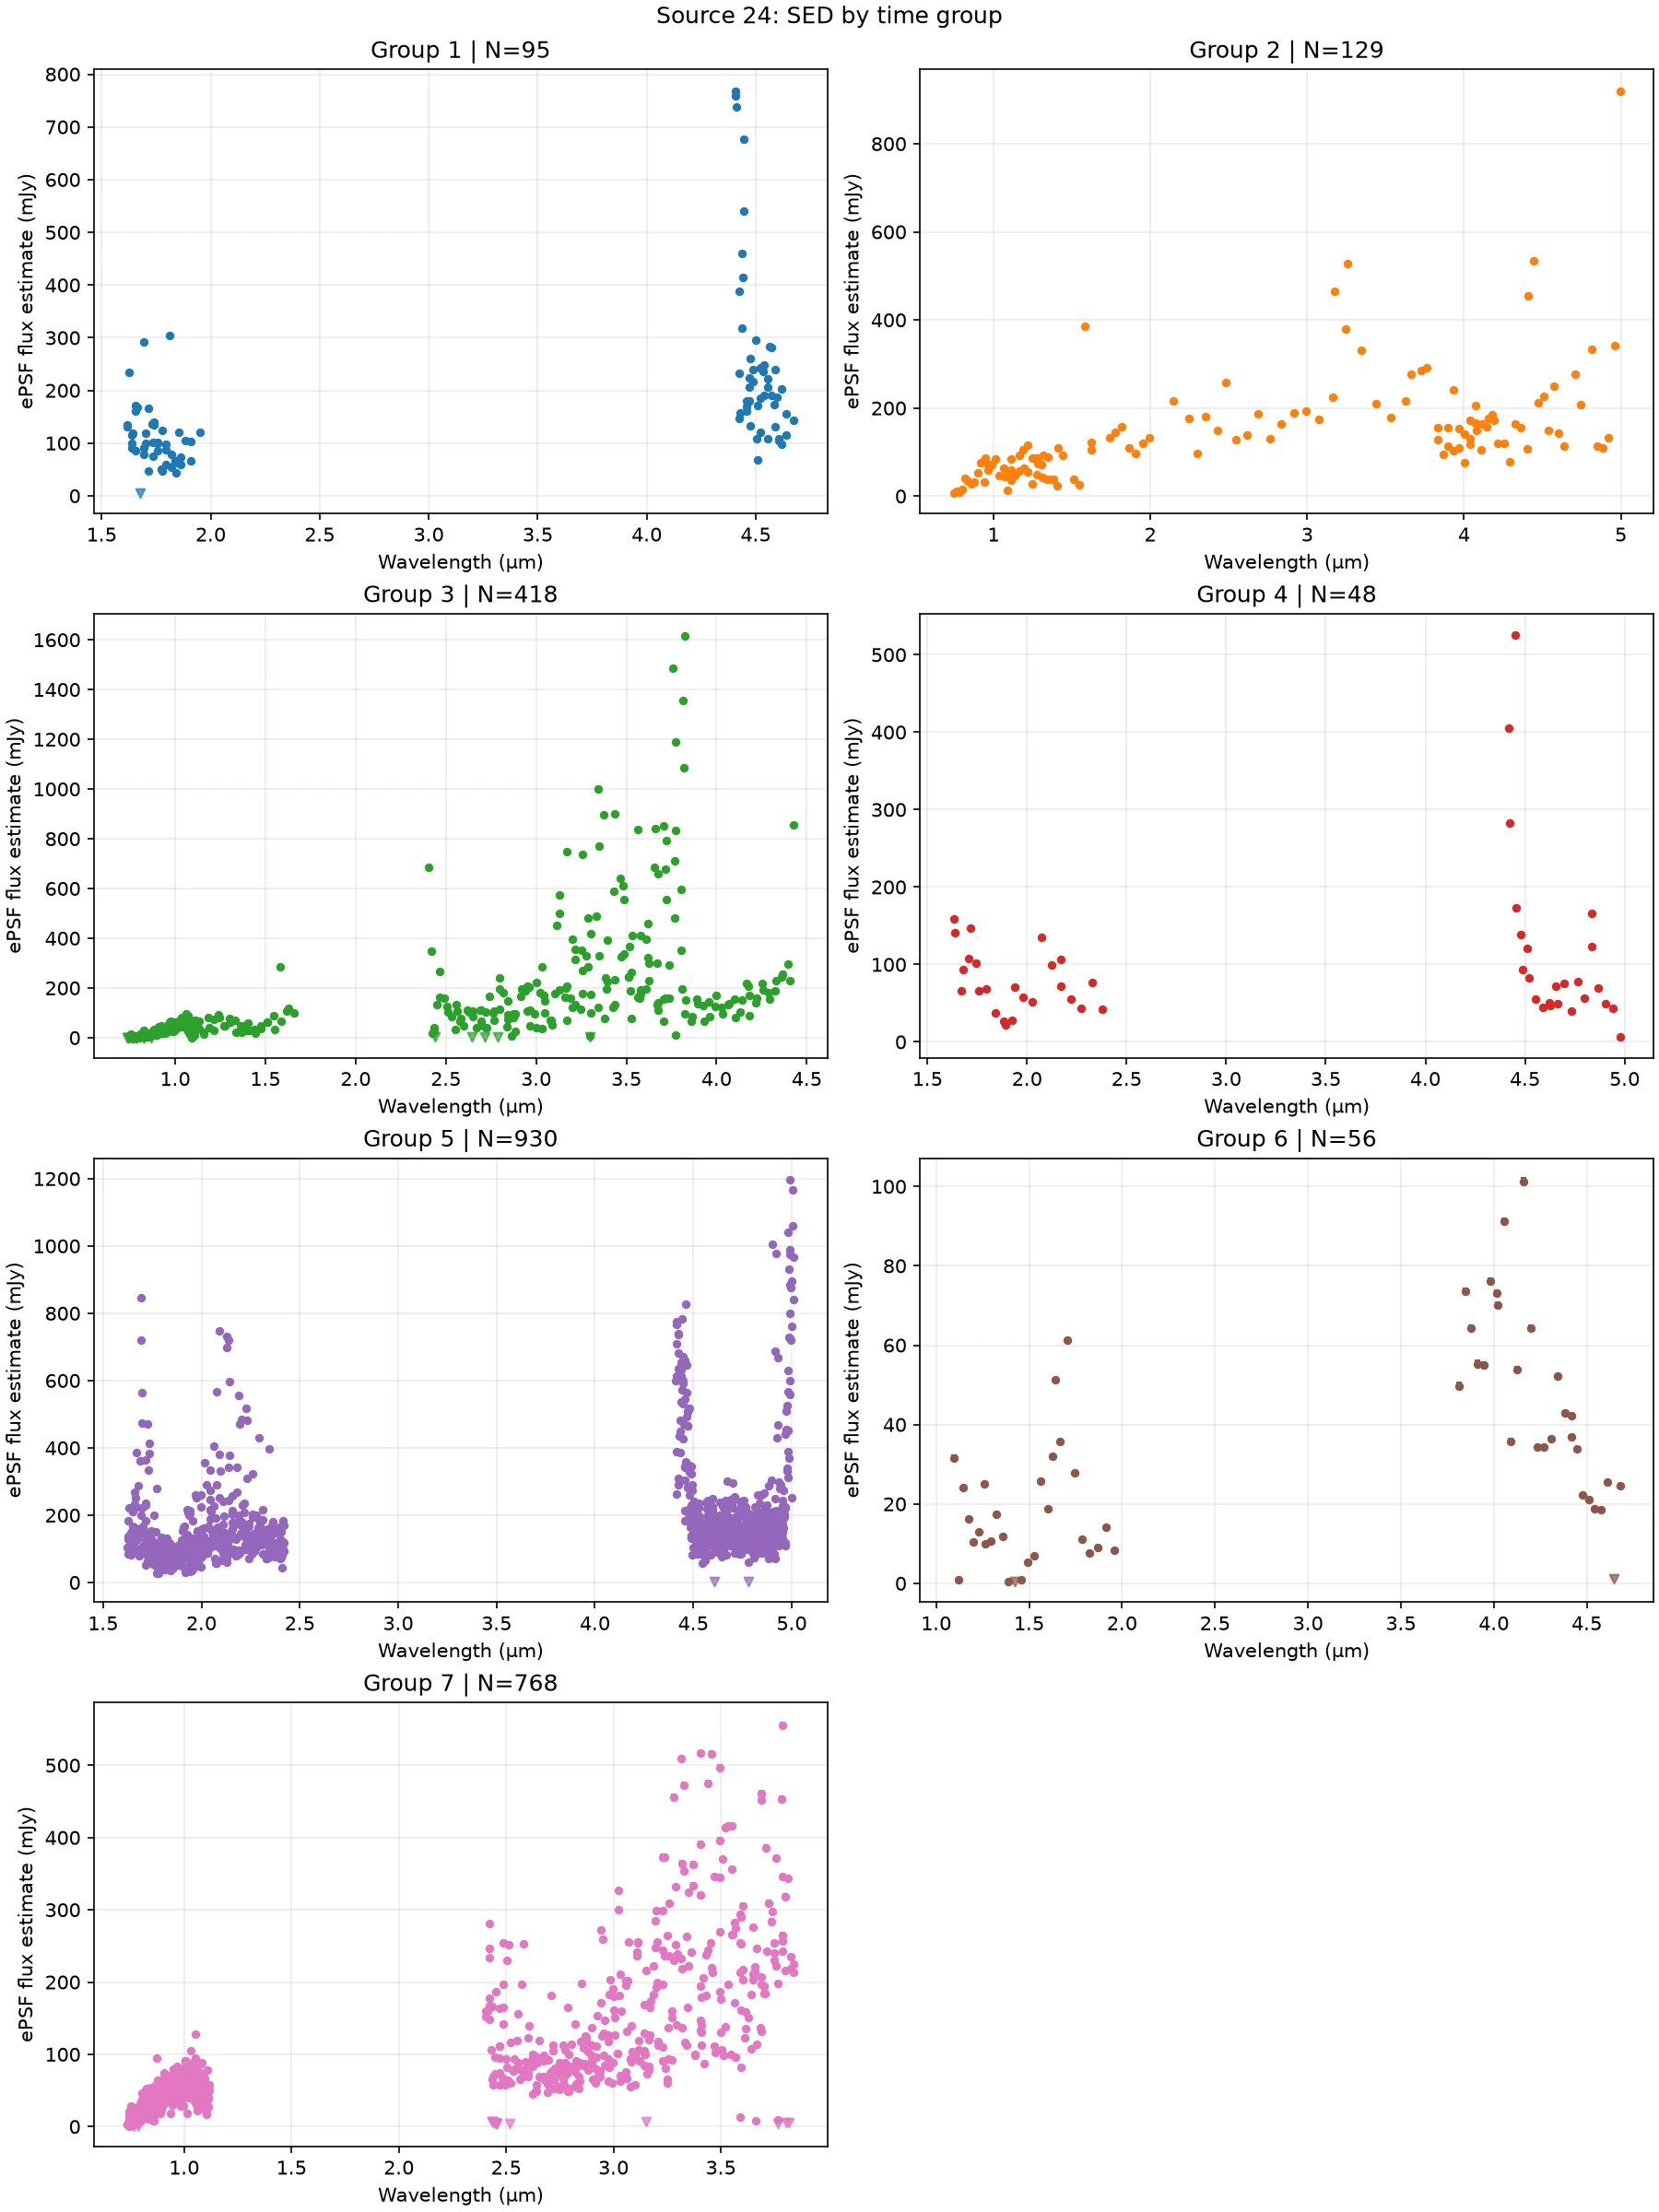 Source 24: SED by time group
Group 1 | N=95
800
700
600
500
400
300
200
100
0
ePSF flux estimate (mJy)
1.5 2.0 2.5 3.0 3.5 4.0 4.5
Wavelength (μm)
Group 2 | N=129
800
600
400
200
0
ePSF flux estimate (mJy)
1 2 3 4 5
Wavelength (μm)
Group 3 | N=418
1600
1400
1200
1000
800
600
400
200
0
ePSF flux estimate (mJy)
1.0 1.5 2.0 2.5 3.0 3.5 4.0 4.5
Wavelength (μm)
Group 4 | N=48
500
400
300
200
100
0
ePSF flux estimate (mJy)
1.5 2.0 2.5 3.0 3.5 4.0 4.5 5.0
Wavelength (μm)
Group 5 | N=930
1200
1000
800
600
400
200
0
ePSF flux estimate (mJy)
1.5 2.0 2.5 3.0 3.5 4.0 4.5 5.0
Wavelength (μm)
Group 6 | N=56
100
80
60
40
20
0
ePSF flux estimate (mJy)
1.0 1.5 2.0 2.5 3.0 3.5 4.0 4.5
Wavelength (μm)
Group 7 | N=768
500
400
300
200
100
0
ePSF flux estimate (mJy)
1.0 1.5 2.0 2.5 3.0 3.5
Wavelength (μm)